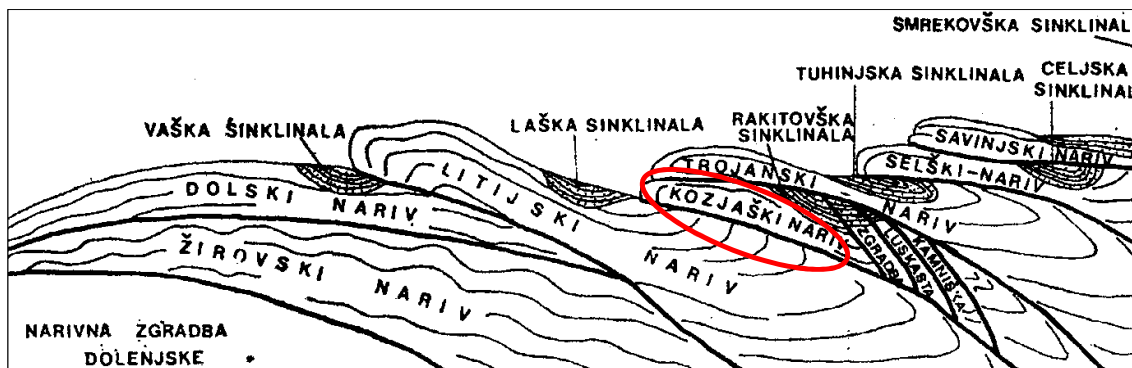 SMREKOVŠKA SINKLINAL
TUHINJSKA SINKLINALA
CELJSKA
SINKLINAL
VAŠKA SINKLINALA
LAŠKA SINKLINALA
RAKITOVŠKA
SINKLINALA
SAVINJSKI NARIV
SELŠKI-NARIV
TROJANSKI NARIV
KOZJAŠKI NARIV
LITIJSKI NARIV
DOLSKI NARIV
ŽIROVSKI NARIV
KAMNIŠKA
LUSKASTA
ZGRADBA
NARIVNA ZGRADBA
DOLENJSKE